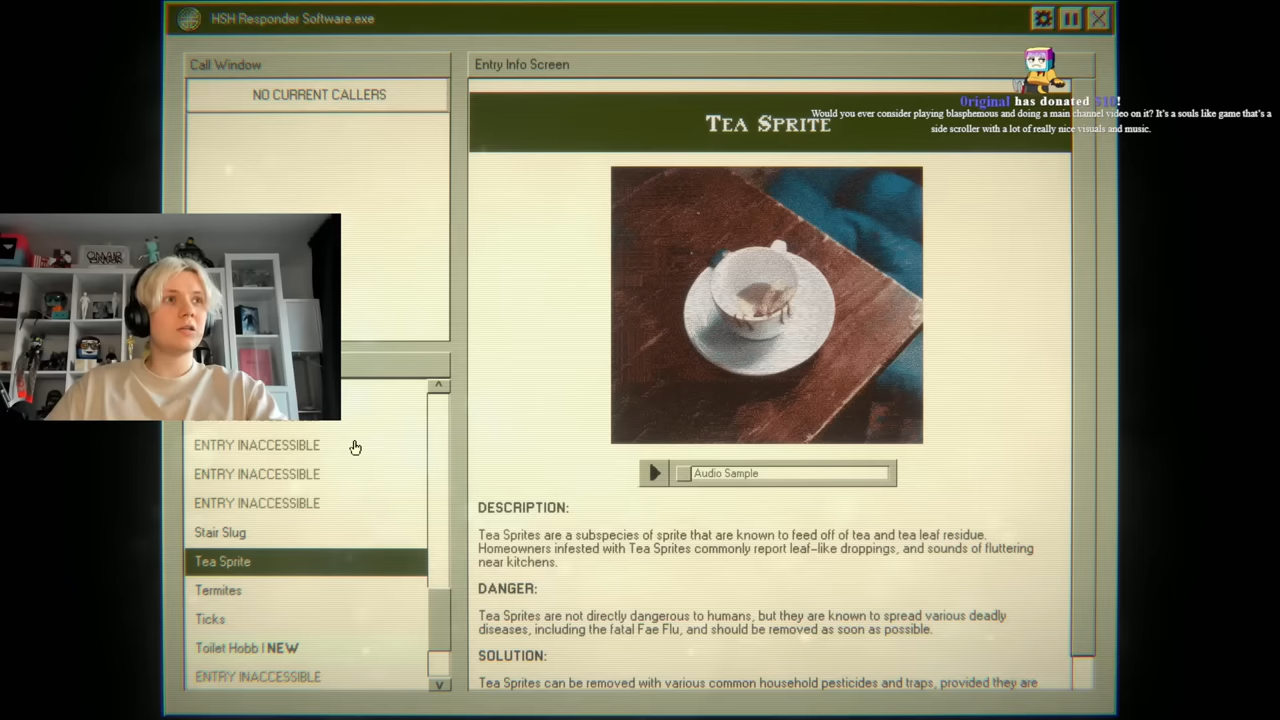 HSH Responder Software.exe
Call Window
Entry Info Screen
NO CURRENT CALLERS
Original has donated $10!
Would you ever consider playing blasphemous and doing a main channel video on it? It's a souls like game that's a
side scroller with a lot of really nice visuals and music.
TEA SPRITE
Audio Sample
ENTRY INACCESSIBLE
ENTRY INACCESSIBLE
ENTRY INACCESSIBLE
Stair Slug
Tea Sprite
Termites
Ticks
Toilet Hobb | NEW
ENTRY INACCESSIBLE
DESCRIPTION:
Tea Sprites are a subspecies of sprite that are known to feed off of tea and tea leaf residue.
Homeowners infested with Tea Sprites commonly report leaf-like droppings, and sounds of fluttering
near kitchens.
DANGER:
Tea Sprites are not directly dangerous to humans, but they are known to spread various deadly
diseases, including the fatal Fae Flu, and should be removed as soon as possible.
SOLUTION:
Tea Sprites can be removed with various common household pesticides and traps, provided they are